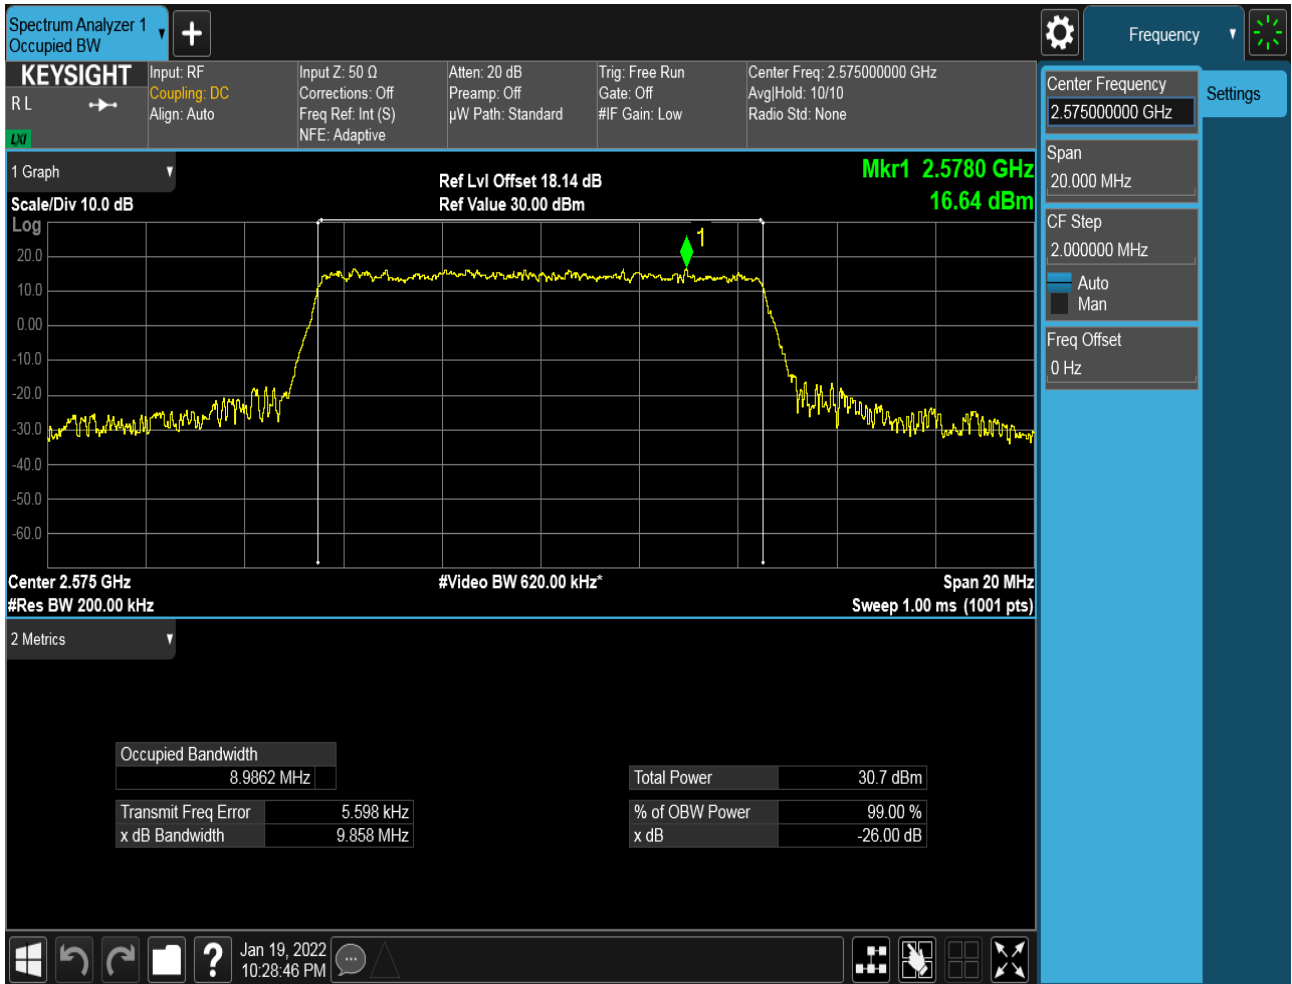 Spectrum Analyzer 1
Occupied BW
Frequency
KEYSIGHT
R L
LXI
Input: RF
Coupling: DC
Align: Auto
Input Z: 50 Ω
Corrections: Off
Freq Ref: Int (S)
NFE: Adaptive
Atten: 20 dB
Preamp: Off
µW Path: Standard
Trig: Free Run
Gate: Off
#IF Gain: Low
Center Freq: 2.575000000 GHz
Avg|Hold: 10/10
Radio Std: None
Center Frequency
2.575000000 GHz
Settings
Span
20.000 MHz
CF Step
2.000000 MHz
Auto
Man
Freq Offset
0 Hz
1 Graph
Scale/Div 10.0 dB
Ref Lvl Offset 18.14 dB
Ref Value 30.00 dBm
Mkr1 2.5780 GHz
16.64 dBm
Log
1
20.0
10.0
0.00
-10.0
-20.0
-30.0
-40.0
-50.0
-60.0
Center 2.575 GHz
#Video BW 620.00 kHz*
Span 20 MHz
#Res BW 200.00 kHz
Sweep 1.00 ms (1001 pts)
2 Metrics
Occupied Bandwidth
8.9862 MHz
Total Power 30.7 dBm
Transmit Freq Error 5.598 kHz
% of OBW Power 99.00 %
x dB Bandwidth 9.858 MHz
x dB -26.00 dB
?
Jan 19, 2022
10:28:46 PM